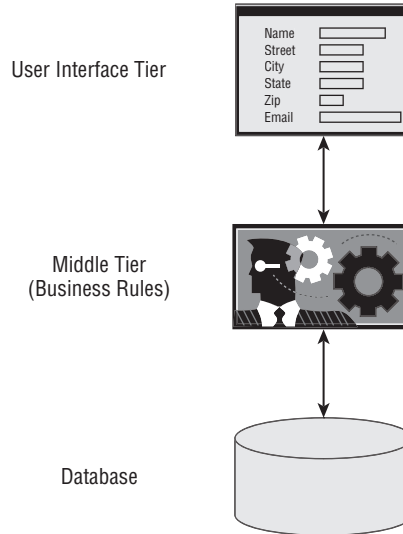 User Interface Tier
Name
Street
City
State
Zip
Email
Middle Tier
(Business Rules)
Database